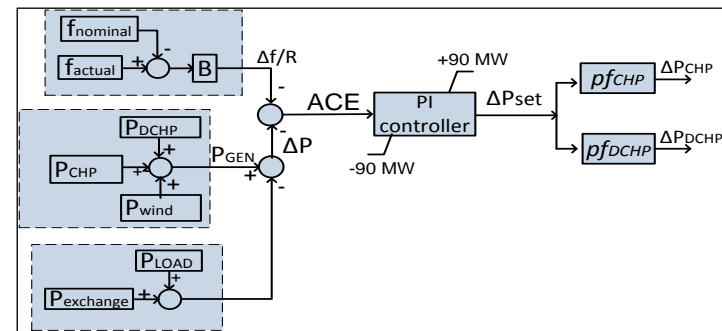 fnominal
-
factual
+
B
Δf/R
-
PDCHP
+
PCHP
+
+
Pwind
PGEN
+
-
ΔP
-
PLOAD
+
Pexchange
+
ACE
+90 MW
PI
controller
-90 MW
ΔPset
pfCHP
ΔPCHP
pfDCHP
ΔPDCHP